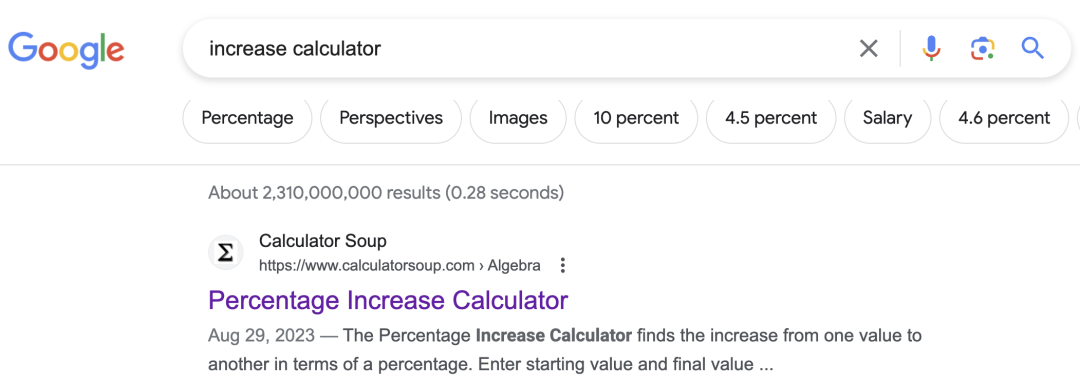 Google
increase calculator
Percentage Perspectives Images 10 percent 4.5 percent Salary 4.6 percent
About 2,310,000,000 results (0.28 seconds)
Σ
Calculator Soup
https://www.calculatorsoup.com › Algebra
Percentage Increase Calculator
Aug 29, 2023 — The Percentage Increase Calculator finds the increase from one value to
another in terms of a percentage. Enter starting value and final value ...